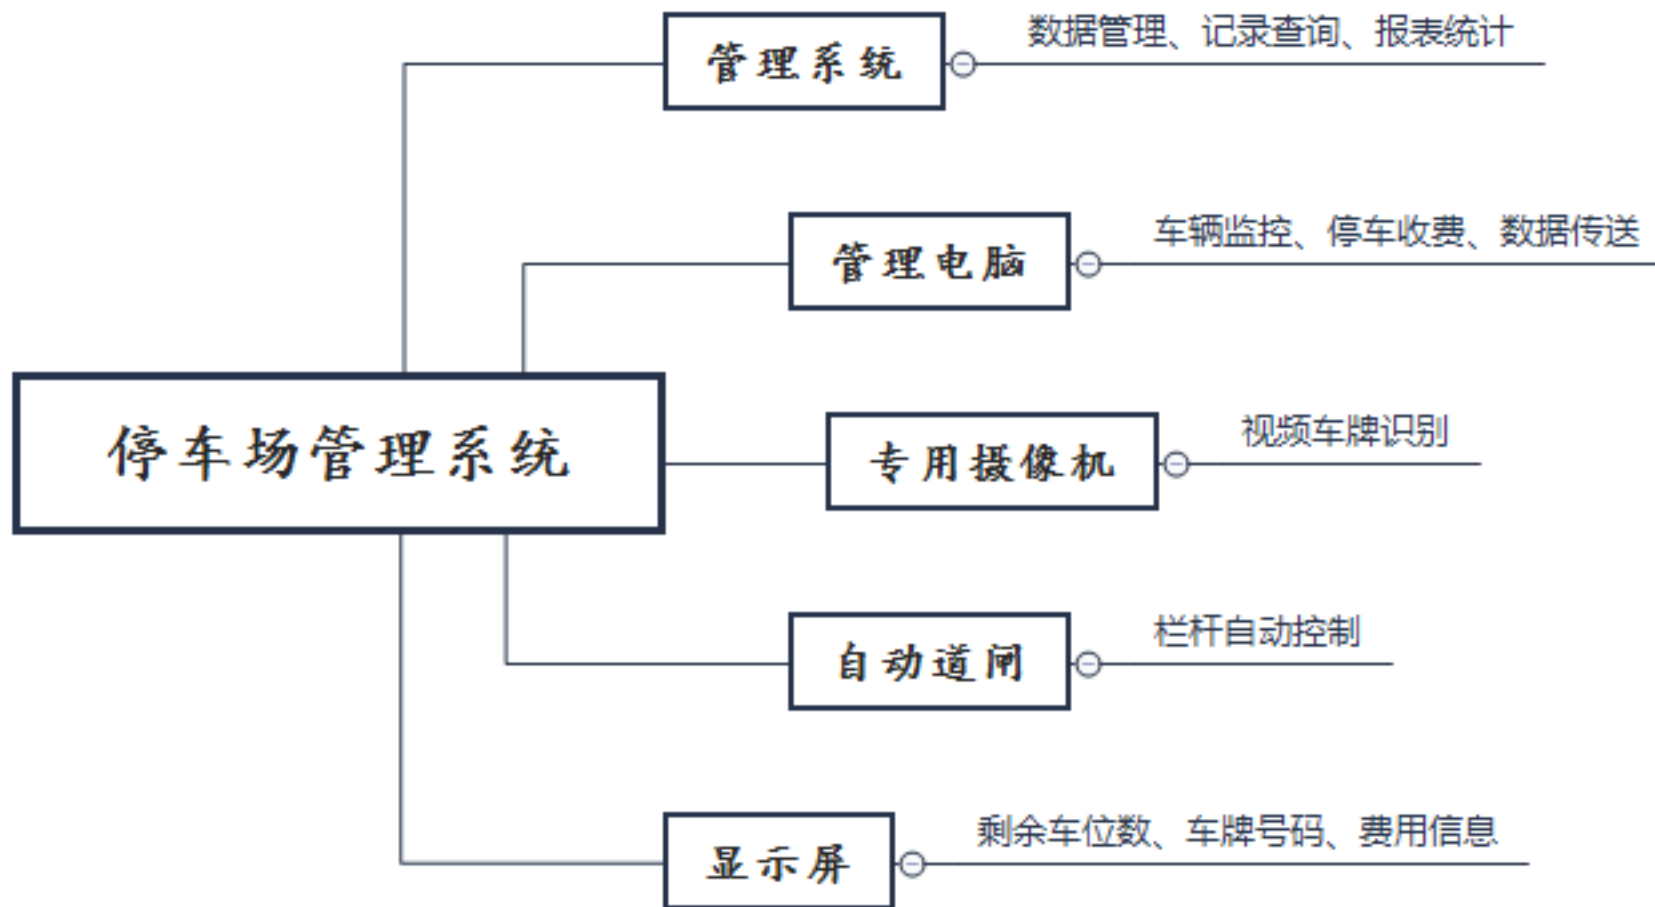 管理系统
数据管理、记录查询、报表统计
管理电脑
车辆监控、停车收费、数据传送
停车场管理系统
专用摄像机
视频车牌识别
自动道闸
栏杆自动控制
显示屏
剩余车位数、车牌号码、费用信息